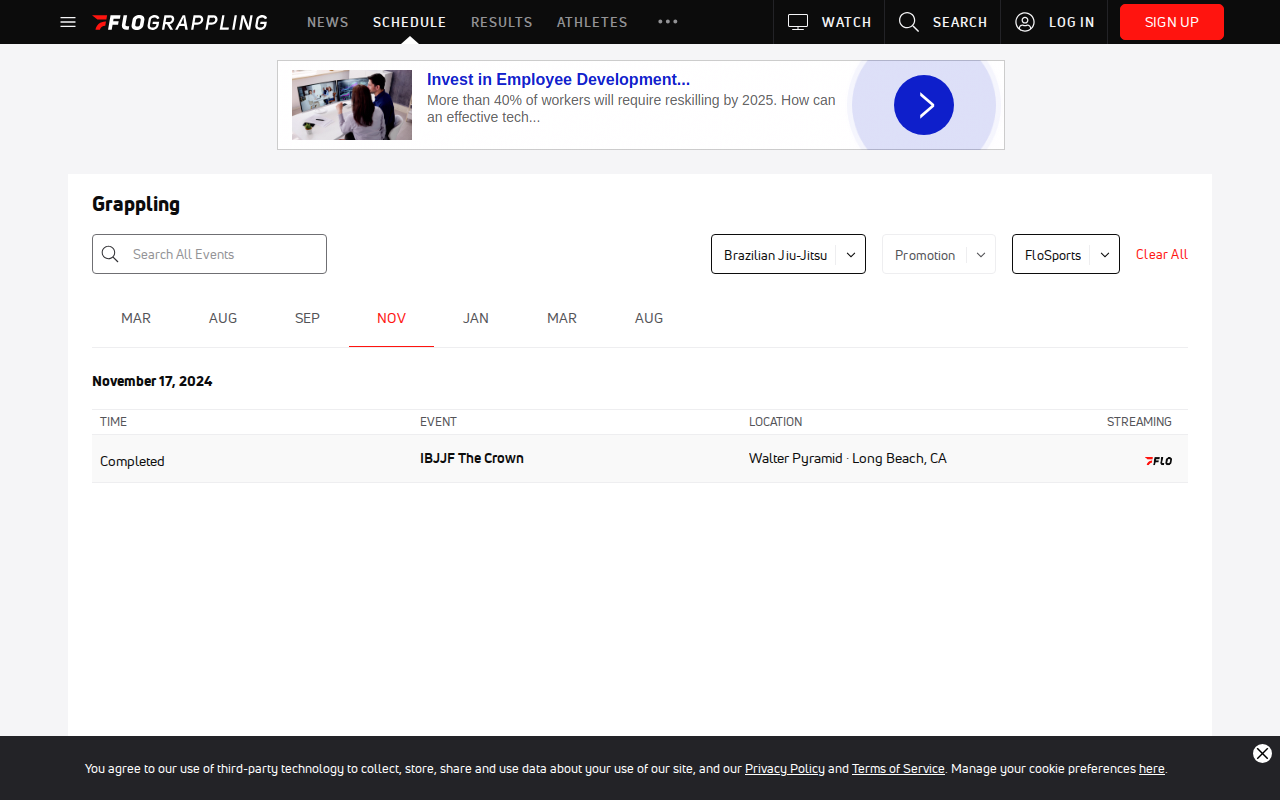 FLOGRAPPLING NEWS SCHEDULE RESULTS ATHLETES ••• WATCH SEARCH LOG IN SIGN UP
Invest in Employee Development...
More than 40% of workers will require reskilling by 2025. How can
an effective tech...
Grappling
Search All Events Brazilian Jiu-Jitsu Promotion FloSports Clear All
MAR AUG SEP NOV JAN MAR AUG
November 17, 2024
TIME EVENT LOCATION STREAMING
Completed IBJJF The Crown Walter Pyramid · Long Beach, CA FLO
You agree to our use of third-party technology to collect, store, share and use data about your use of our site, and our Privacy Policy and Terms of Service. Manage your cookie preferences here.